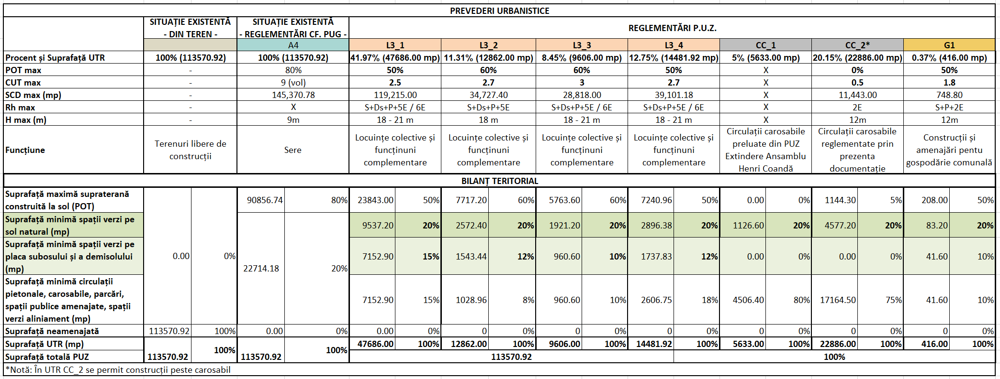 PREVEDERI URBANISTICE
SITUAȚIE EXISTENTĂ
- DIN TEREN -
SITUAȚIE EXISTENTĂ
- REGLEMENTĂRI CF. PUG -
REGLEMENTĂRI P.U.Z.
A4 L3_1 L3_2 L3_3 L3_4 CC_1 CC_2* G1
Procent și Suprafață UTR 100% (113570.92) 100% (113570.92) 41.97% (47686.00 mp) 11.31% (12862.00 mp) 8.45% (9606.00 mp) 12.75% (14481.92 mp) 5% (5633.00 mp) 20.15% (22886.00 mp) 0.37% (416.00 mp)
POT max - 80% 50% 60% 60% 50% X 0% 50%
CUT max - 9 (vol) 2.5 2.7 3 2.7 X 0.5 1.8
SCD max (mp) - 145,370.78 119,215.00 34,727.40 28,818.00 39,101.18 X 11,443.00 748.80
Rh max - X S+Ds+P+5E / 6E S+Ds+P+5E S+Ds+P+5E / 6E S+Ds+P+5E / 6E X 2E S+P+2E
H max (m) - 9m 18 - 21 m 18 m 18 - 21 m 18 - 21 m X 12m 12m
Funcțiune
Terenuri libere de
construcții
Sere
Locuințe colective și
funcținuni
complementare
Locuințe colective și
funcținuni
complementare
Locuințe colective și
funcținuni
complementare
Locuințe colective și
funcținuni
complementare
Circulații carosabile
preluate din PUZ
Extindere Ansamblu
Henri Coandă
Circulații carosabile
reglementate prin
prezenta
documentație
Construcții și
amenajări pentu
gospodărie comunală
BILANȚ TERITORIAL
Suprafață maximă supraterană
construită la sol (POT)
90856.74 80% 23843.00 50% 7717.20 60% 5763.60 60% 7240.96 50% 0.00 0% 1144.30 5% 208.00 50%
Suprafață minimă spații verzi pe
sol natural (mp)
9537.20 20% 2572.40 20% 1921.20 20% 2896.38 20% 1126.60 20% 4577.20 20% 83.20 20%
Suprafață minimă spații verzi pe
placa subosului și a demisolului
(mp)
0.00 0% 22714.18 20% 7152.90 15% 1543.44 12% 960.60 10% 1737.83 12% 0.00 0% 0.00 0% 41.60 10%
Suprafață minimă circulații
pietonale, carosabile, parcări,
spații publice amenajate, spații
verzi aliniament (mp)
7152.90 15% 1028.96 8% 960.60 10% 2606.75 18% 4506.40 80% 17164.50 75% 41.60 10%
Suprafață neamenajată 113570.92 100% 0.00 0% 0.00 0% 0 0% 0 0% 0 0% 0 0% 0 0% 0 0%
Suprafață UTR (mp) 47686.00 100% 12862.00 100% 9606.00 100% 14481.92 100% 5633.00 100% 22886.00 100% 416.00 100%
Suprafață totală PUZ 113570.92 100% 113570.92 100% 113570.92 100%
*Notă: În UTR CC_2 se permit construcții peste carosabil